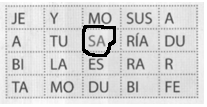 JE Y MO SUS A
A TU SA RÍA DU
BI LA ES RA R
TA MO DU BI FE